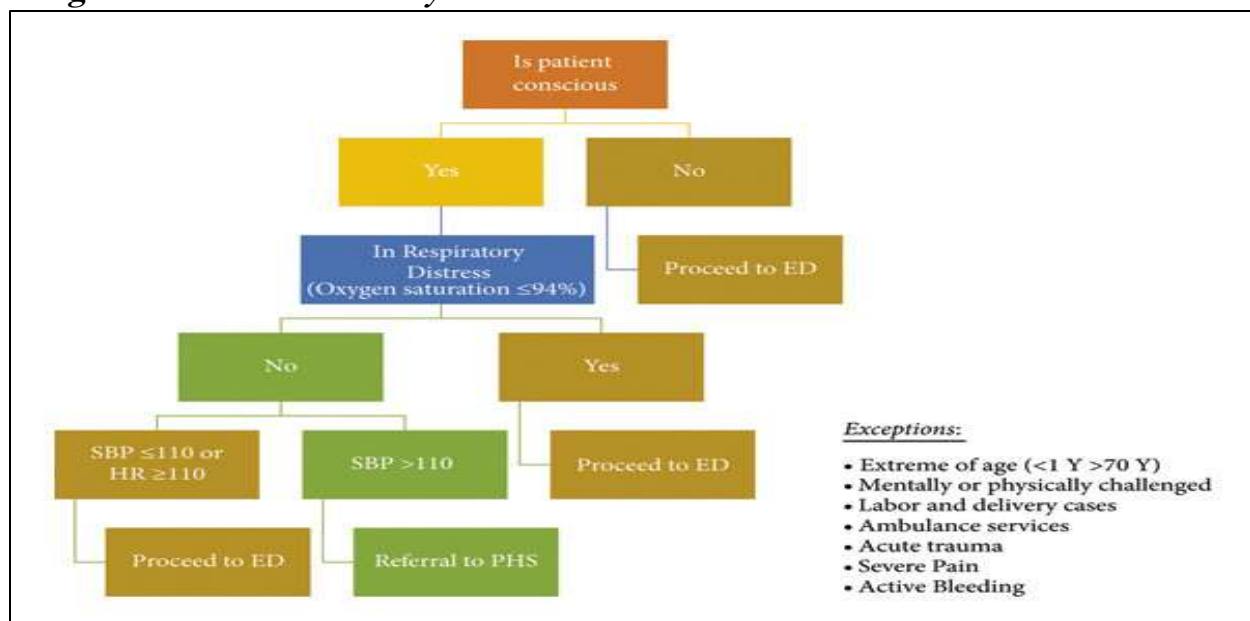 Is patient
conscious
Yes
No
In Respiratory
Distress
(Oxygen saturation ≤94%)
Proceed to ED
No
Yes
SBP ≤110 or
HR ≥110
SBP >110
Proceed to ED
Proceed to ED
Referral to PHS
Exceptions:
• Extreme of age (<1 Y >70 Y)
• Mentally or physically challenged
• Labor and delivery cases
• Ambulance services
• Acute trauma
• Severe Pain
• Active Bleeding